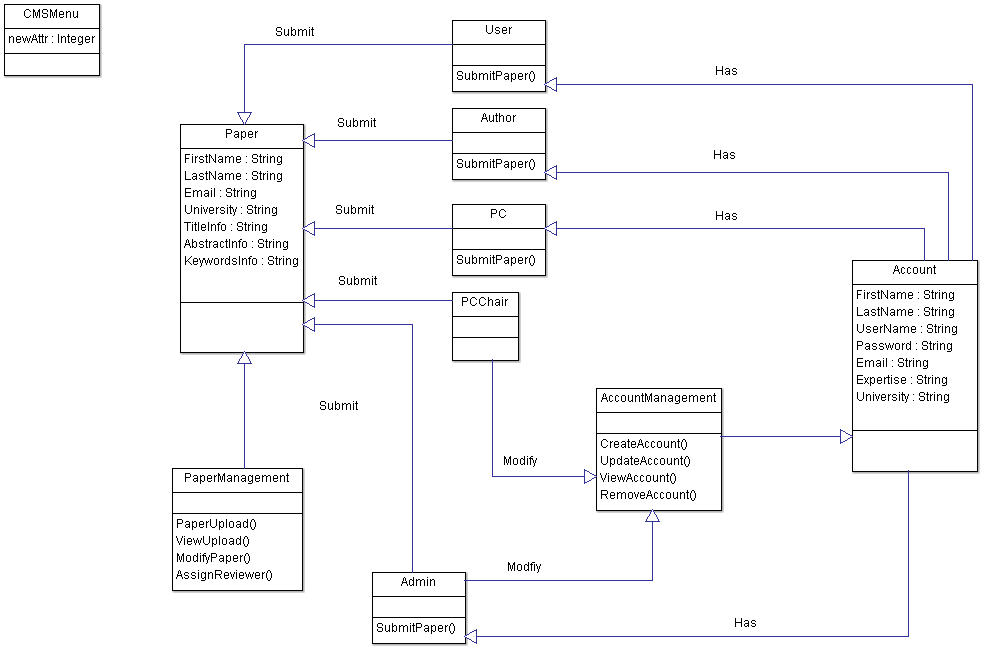 CMSMenu
newAttr : Integer
Submit
User
SubmitPaper()
Has
Submit
Author
SubmitPaper()
Has
Paper
FirstName : String
LastName : String
Email : String
University : String
TitleInfo : String
AbstractInfo : String
KeywordsInfo : String
Submit
PC
SubmitPaper()
Has
Submit
PCChair
Account
FirstName : String
LastName : String
UserName : String
Password : String
Email : String
Expertise : String
University : String
Submit
AccountManagement
CreateAccount()
UpdateAccount()
ViewAccount()
RemoveAccount()
Modify
PaperManagement
PaperUpload()
ViewUpload()
ModifyPaper()
AssignReviewer()
Modfiy
Admin
SubmitPaper()
Has